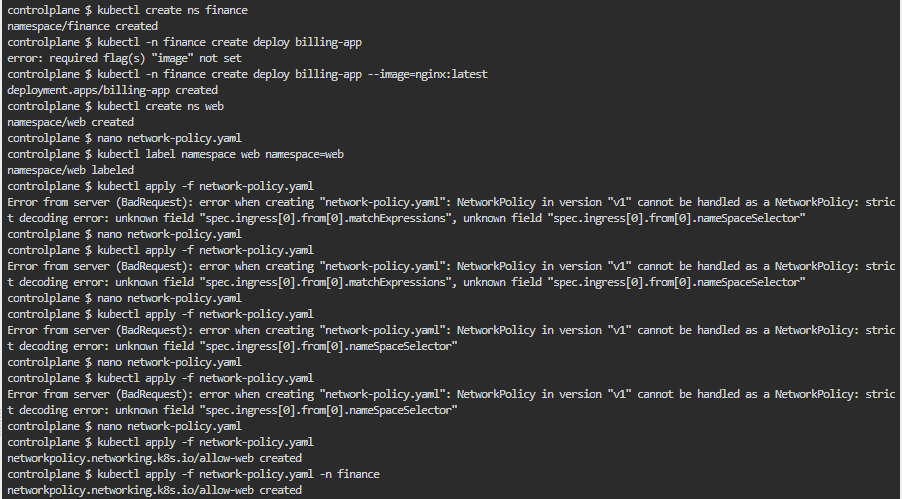 controlplane $ kubectl create ns finance
namespace/finance created
controlplane $ kubectl -n finance create deploy billing-app
error: required flag(s) "image" not set
controlplane $ kubectl -n finance create deploy billing-app --image=nginx:latest
deployment.apps/billing-app created
controlplane $ kubectl create ns web
namespace/web created
controlplane $ nano network-policy.yaml
controlplane $ kubectl label namespace web namespace=web
namespace/web labeled
controlplane $ kubectl apply -f network-policy.yaml
Error from server (BadRequest): error when creating "network-policy.yaml": NetworkPolicy in version "v1" cannot be handled as a NetworkPolicy: stric
t decoding error: unknown field "spec.ingress[0].from[0].matchExpressions", unknown field "spec.ingress[0].from[0].nameSpaceSelector"
controlplane $ nano network-policy.yaml
controlplane $ kubectl apply -f network-policy.yaml
Error from server (BadRequest): error when creating "network-policy.yaml": NetworkPolicy in version "v1" cannot be handled as a NetworkPolicy: stric
t decoding error: unknown field "spec.ingress[0].from[0].matchExpressions", unknown field "spec.ingress[0].from[0].nameSpaceSelector"
controlplane $ nano network-policy.yaml
controlplane $ kubectl apply -f network-policy.yaml
Error from server (BadRequest): error when creating "network-policy.yaml": NetworkPolicy in version "v1" cannot be handled as a NetworkPolicy: stric
t decoding error: unknown field "spec.ingress[0].from[0].nameSpaceSelector"
controlplane $ nano network-policy.yaml
controlplane $ kubectl apply -f network-policy.yaml
Error from server (BadRequest): error when creating "network-policy.yaml": NetworkPolicy in version "v1" cannot be handled as a NetworkPolicy: stric
t decoding error: unknown field "spec.ingress[0].from[0].nameSpaceSelector"
controlplane $ nano network-policy.yaml
controlplane $ kubectl apply -f network-policy.yaml
networkpolicy.networking.k8s.io/allow-web created
controlplane $ kubectl apply -f network-policy.yaml -n finance
networkpolicy.networking.k8s.io/allow-web created